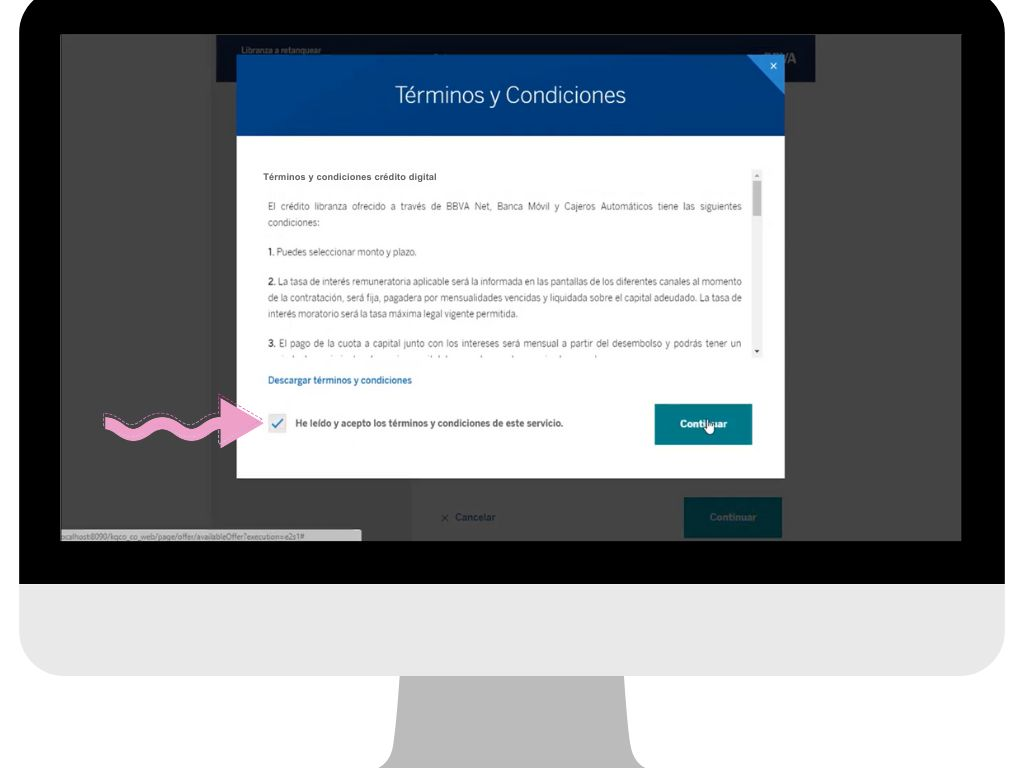 Libranza a retanquear
×
Términos y Condiciones
Términos y condiciones crédito digital
El crédito libranza ofrecido a través de BBVA Net, Banca Móvil y Cajeros Automáticos tiene las siguientes
condiciones:
1. Puedes seleccionar monto y plazo.
2. La tasa de interés remuneratoria aplicable será la informada en las pantallas de los diferentes canales al momento
de la contratación, será fija, pagadera por mensualidades vencidas y liquidada sobre el capital adeudado. La tasa de
interés moratorio será la tasa máxima legal vigente permitida.
3. El pago de la cuota a capital junto con los intereses será mensual a partir del desembolso y podrás tener un
Descargar términos y condiciones
He leído y acepto los términos y condiciones de este servicio.
Continuar
× Cancelar
Continuar
ocalhost:8090/kqco_co_web/page/offer/availableOffer?execution=e2s1#